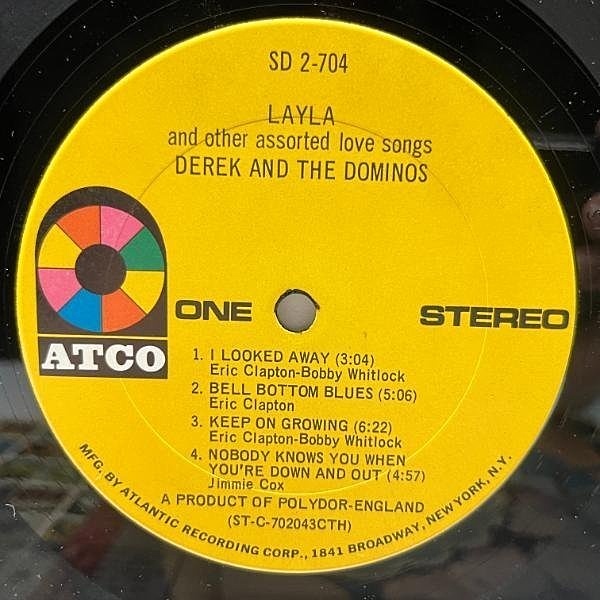 SD 2-704
LAYLA
and other assorted love songs
DEREK AND THE DOMINOS
ATCO
ONE
STEREO
1. I LOOKED AWAY (3:04)
Eric Clapton-Bobby Whitlock
2. BELL BOTTOM BLUES (5:06)
Eric Clapton
3. KEEP ON GROWING (6:22)
Eric Clapton-Bobby Whitlock
4. NOBODY KNOWS YOU WHEN
YOU'RE DOWN AND OUT (4:57)
Jimmie Cox
A PRODUCT OF POLYDOR-ENGLAND
(ST-C-702043CTH)
MFG. BY ATLANTIC RECORDING CORP., 1841 BROADWAY, NEW YORK, N.Y.